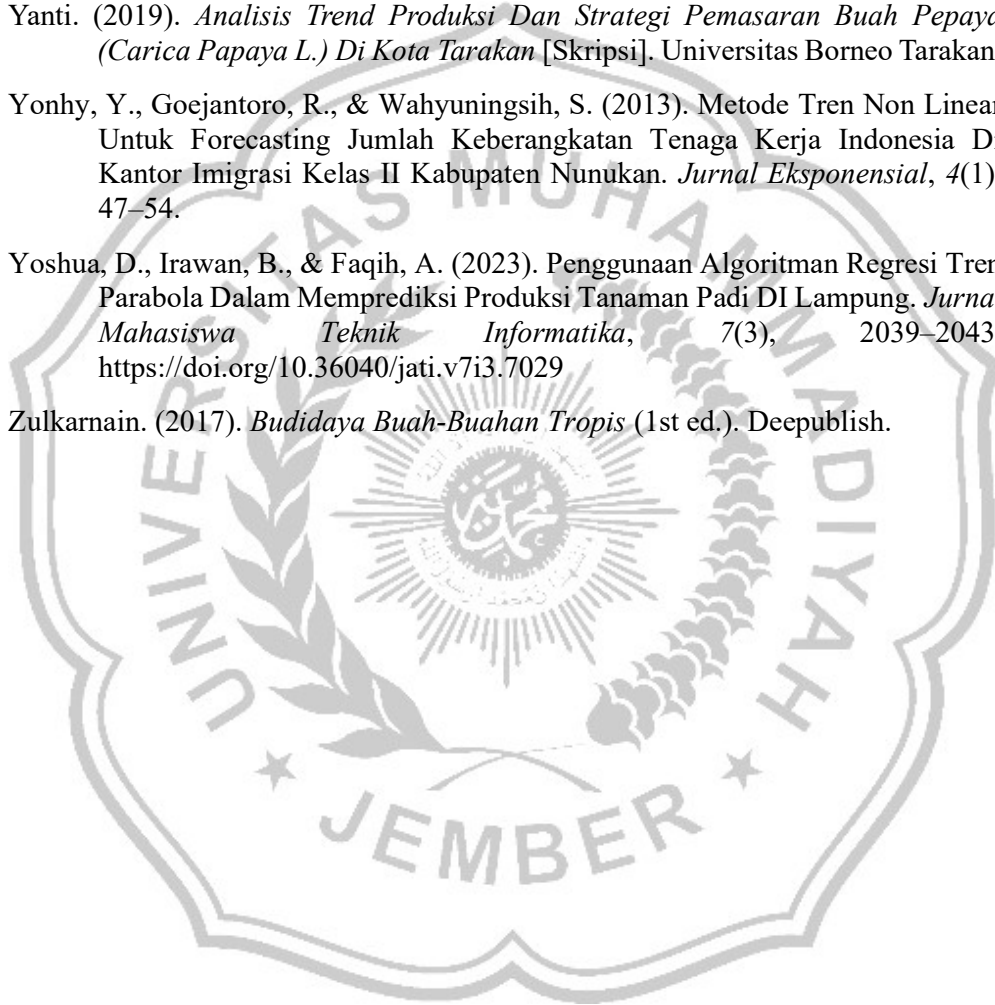 Yanti. (2019). Analisis Trend Produksi Dan Strategi Pemasaran Buah Pepaya
(Carica Papaya L.) Di Kota Tarakan [Skripsi]. Universitas Borneo Tarakan
Yonhy, Y., Goejantoro, R., & Wahyuningsih, S. (2013). Metode Tren Non Linear
Untuk Forecasting Jumlah Keberangkatan Tenaga Kerja Indonesia Di
Kantor Imigrasi Kelas II Kabupaten Nunukan. Jurnal Eksponensial, 4(1)
47–54.
Yoshua, D., Irawan, B., & Faqih, A. (2023). Penggunaan Algoritman Regresi Tren
Parabola Dalam Memprediksi Produksi Tanaman Padi DI Lampung. Jurna
Mahasiswa Teknik Informatika, 7(3), 2039–2043
https://doi.org/10.36040/jati.v7i3.7029
Zulkarnain. (2017). Budidaya Buah-Buahan Tropis (1st ed.). Deepublish.
UNIVERSITAS MUHAMMADIYAH
JEMBER